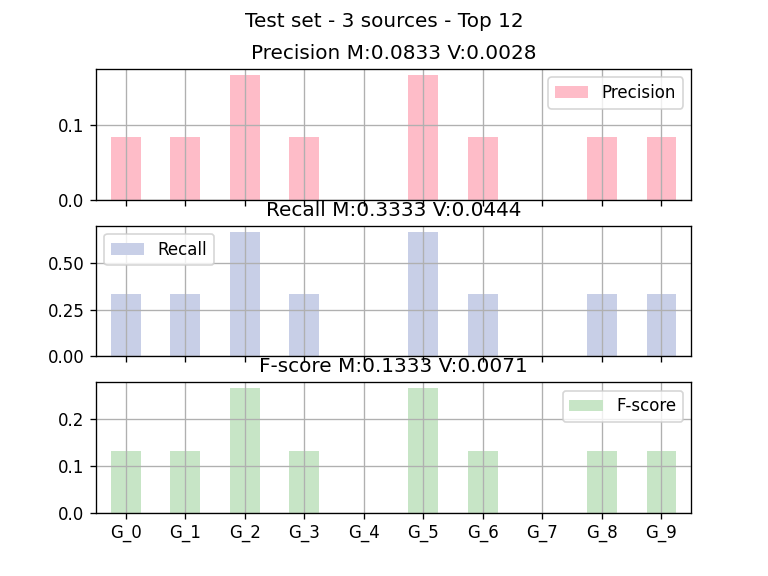 Test set - 3 sources - Top 12
Precision M:0.0833 V:0.0028
Precision
0.1
0.0
Recall M:0.3333 V:0.0444
Recall
0.50
0.25
0.00
F-score M:0.1333 V:0.0071
F-score
0.2
0.1
0.0
G_0 G_1 G_2 G_3 G_4 G_5 G_6 G_7 G_8 G_9